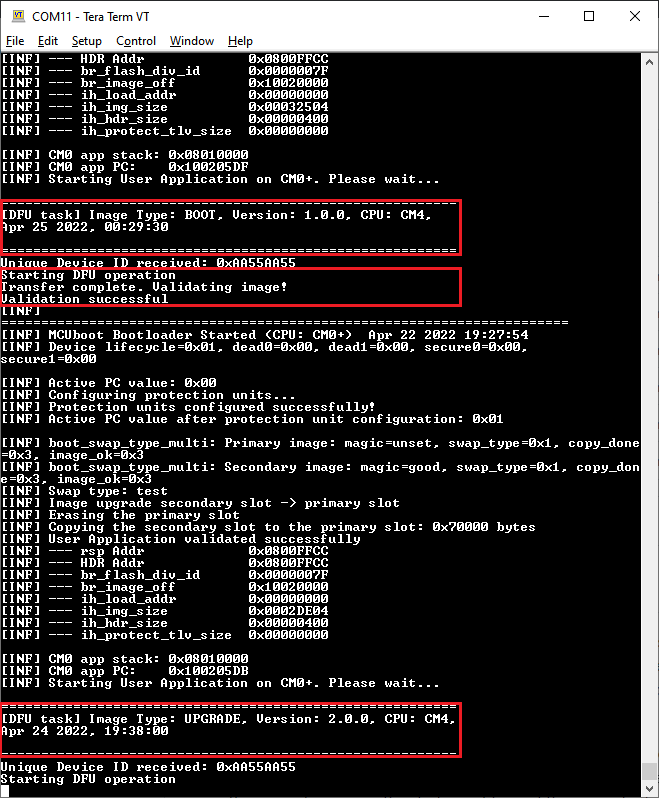 COM11 - Tera Term VT
File Edit Setup Control Window Help
[INF] --- HDR Addr 0x0800FFCC
[INF] --- br_flash_div_id 0x0000007F
[INF] --- br_image_off 0x10020000
[INF] --- ih_load_addr 0x00000000
[INF] --- ih_img_size 0x00032504
[INF] --- ih_hdr_size 0x00000400
[INF] --- ih_protect_tlv_size 0x00000000
[INF] CM0 app stack: 0x08010000
[INF] CM0 app PC: 0x100205DF
[INF] Starting User Application on CM0+. Please wait...
=========================================================
[DFU task] Image Type: BOOT, Version: 1.0.0, CPU: CM4,
Apr 25 2022, 00:29:30
=========================================================
Unique Device ID received: 0xAA55AA55
Starting DFU operation
Transfer complete. Validating image!
Validation successful
[INF]
=======================================================================
[INF] MCUboot Bootloader Started (CPU: CM0+) Apr 22 2022 19:27:54
[INF] Device lifecycle=0x01, dead0=0x00, dead1=0x00, secure0=0x00,
secure1=0x00
[INF] Active PC value: 0x00
[INF] Configuring protection units...
[INF] Protection units configured successfully!
[INF] Active PC value after protection unit configuration: 0x01
[INF] boot_swap_type_multi: Primary image: magic=unset, swap_type=0x1, copy_done
=0x3, image_ok=0x3
[INF] boot_swap_type_multi: Secondary image: magic=good, swap_type=0x1, copy_don
e=0x3, image_ok=0x3
[INF] Swap type: test
[INF] Image upgrade secondary slot -> primary slot
[INF] Erasing the primary slot
[INF] Copying the secondary slot to the primary slot: 0x70000 bytes
[INF] User Application validated successfully
[INF] --- rsp Addr 0x0800FFCC
[INF] --- HDR Addr 0x0800FFCC
[INF] --- br_flash_div_id 0x0000007F
[INF] --- br_image_off 0x10020000
[INF] --- ih_load_addr 0x00000000
[INF] --- ih_img_size 0x0002DE04
[INF] --- ih_hdr_size 0x00000400
[INF] --- ih_protect_tlv_size 0x00000000
[INF] CM0 app stack: 0x08010000
[INF] CM0 app PC: 0x100205DB
[INF] Starting User Application on CM0+. Please wait...
=========================================================
[DFU task] Image Type: UPGRADE, Version: 2.0.0, CPU: CM4,
Apr 24 2022, 19:38:00
=========================================================
Unique Device ID received: 0xAA55AA55
Starting DFU operation